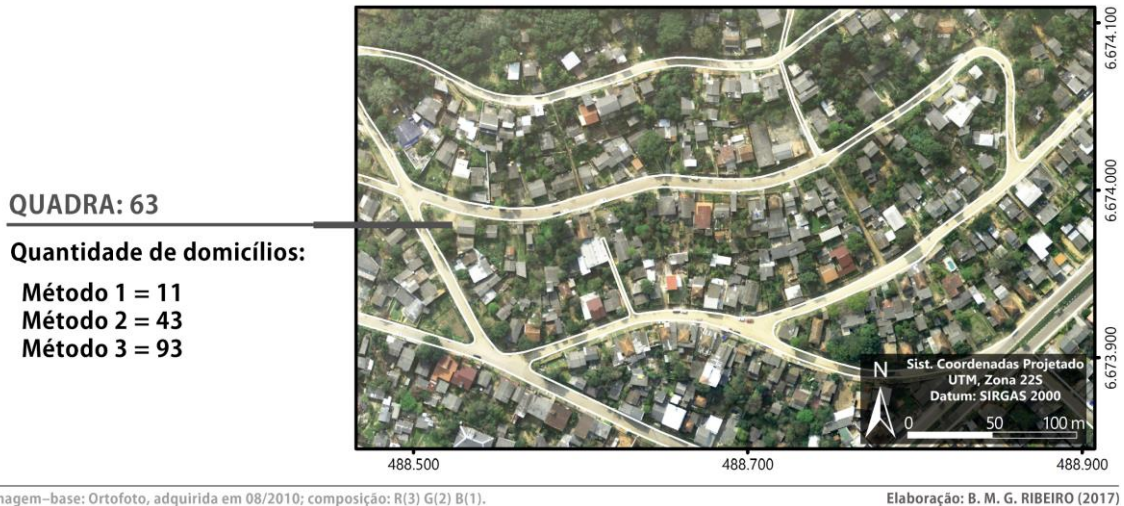 QUADRA: 63
Quantidade de domicílios:
Método 1 = 11
Método 2 = 43
Método 3 = 93
6.674.100
6.674.000
6.673.900
N
Sist. Coordenadas Projetado
UTM, Zona 22S
Datum: SIRGAS 2000
0 50 100 m
488.500 488.700 488.900
nagem-base: Ortofoto, adquirida em 08/2010; composição: R(3) G(2) B(1).
Elaboração: B. M. G. RIBEIRO (2017)